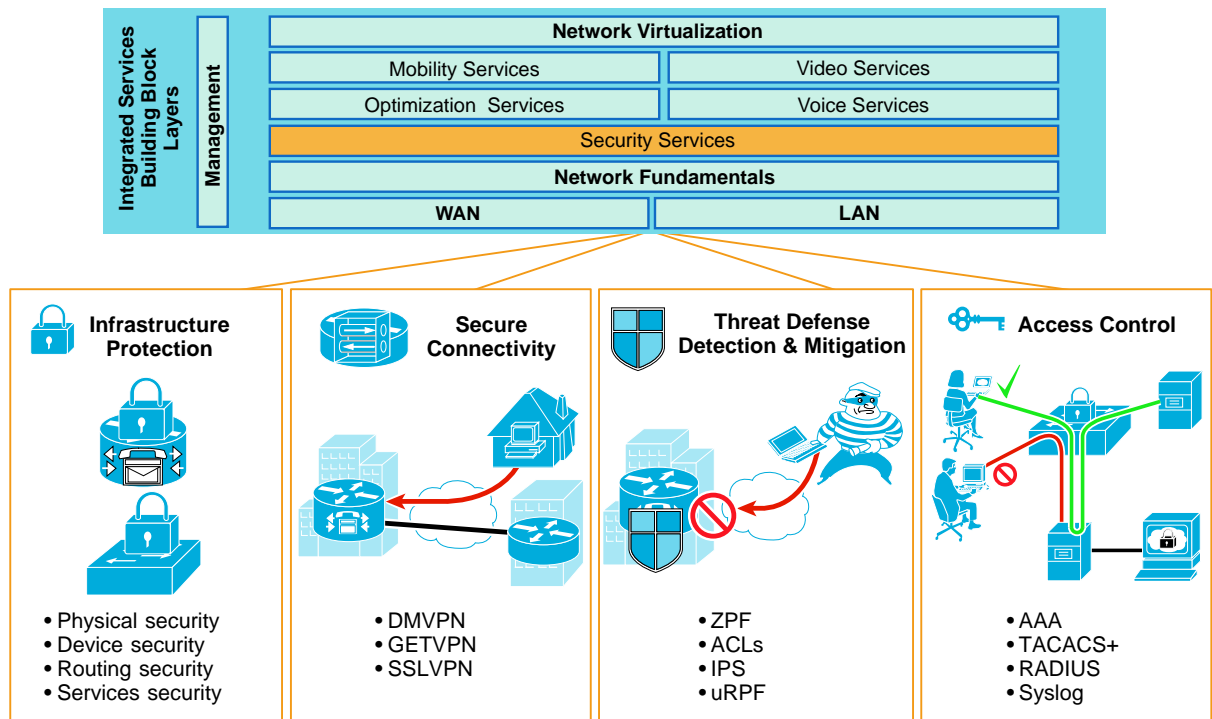 Integrated Services
Building Block
Layers
Management
Network Virtualization
Mobility Services
Video Services
Optimization Services
Voice Services
Security Services
Network Fundamentals
WAN
LAN
Infrastructure
Protection
• Physical security
• Device security
• Routing security
• Services security
Secure
Connectivity
• DMVPN
• GETVPN
• SSLVPN
Threat Defense
Detection & Mitigation
• ZPF
• ACLs
• IPS
• uRPF
Access Control
• AAA
• TACACS+
• RADIUS
• Syslog